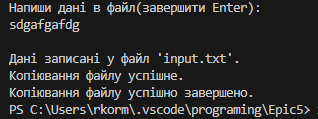 Напиши дані в файл(завершити Enter):
sdgafgafdg
Дані записані у файл 'input.txt'.
Копіювання файлу успішне.
Копіювання файлу успішно завершено.
PS C:\Users\rkorm\.vscode\programing\Epic5>